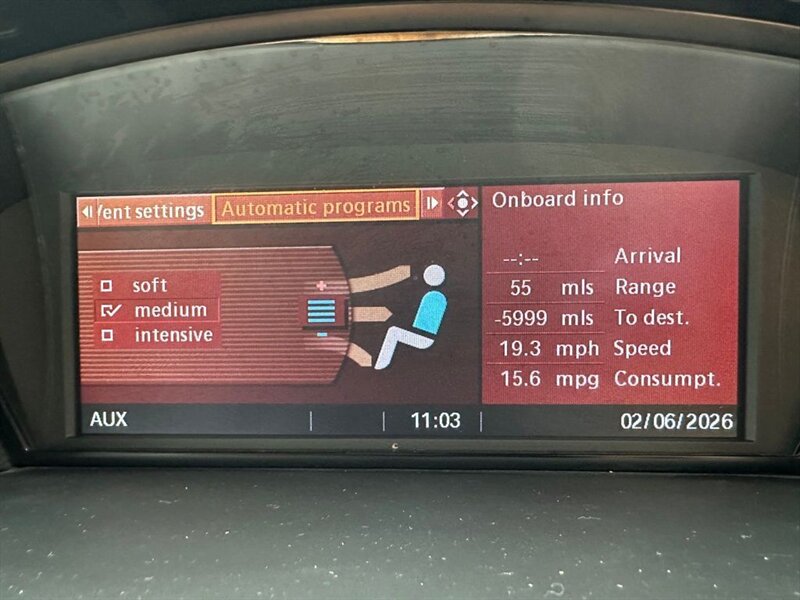 Vent settings Automatic programs
soft
medium
intensive
Onboard info
--:-- Arrival
55 mls Range
-5999 mls To dest.
19.3 mph Speed
15.6 mpg Consumpt.
AUX 11:03 02/06/2026